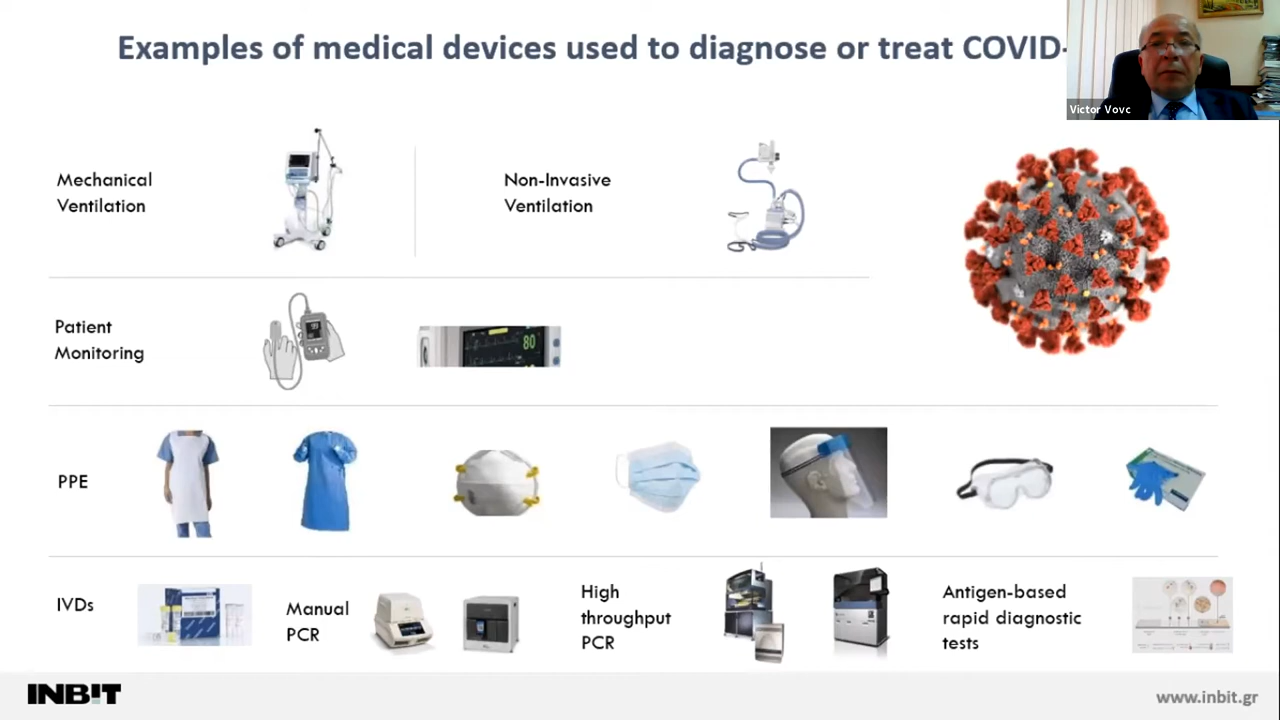 Examples of medical devices used to diagnose or treat COVID-
Victor Vovc
Mechanical
Ventilation
Non-Invasive
Ventilation
Patient
Monitoring
80
PPE
IVDs
Manual
PCR
High
throughput
PCR
Antigen-based
rapid diagnostic
tests
INBIT
www.inbit.gr